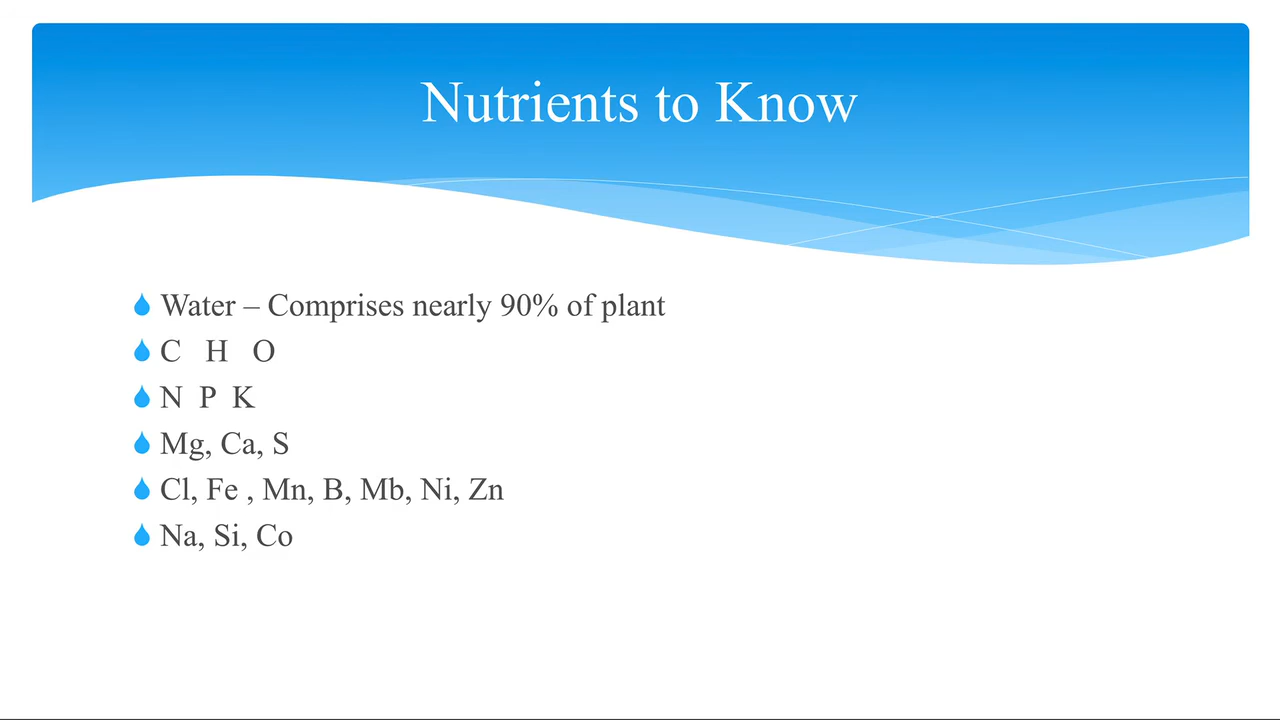 Nutrients to Know
Water – Comprises nearly 90% of plant
C H O
N P K
Mg, Ca, S
Cl, Fe , Mn, B, Mb, Ni, Zn
Na, Si, Co